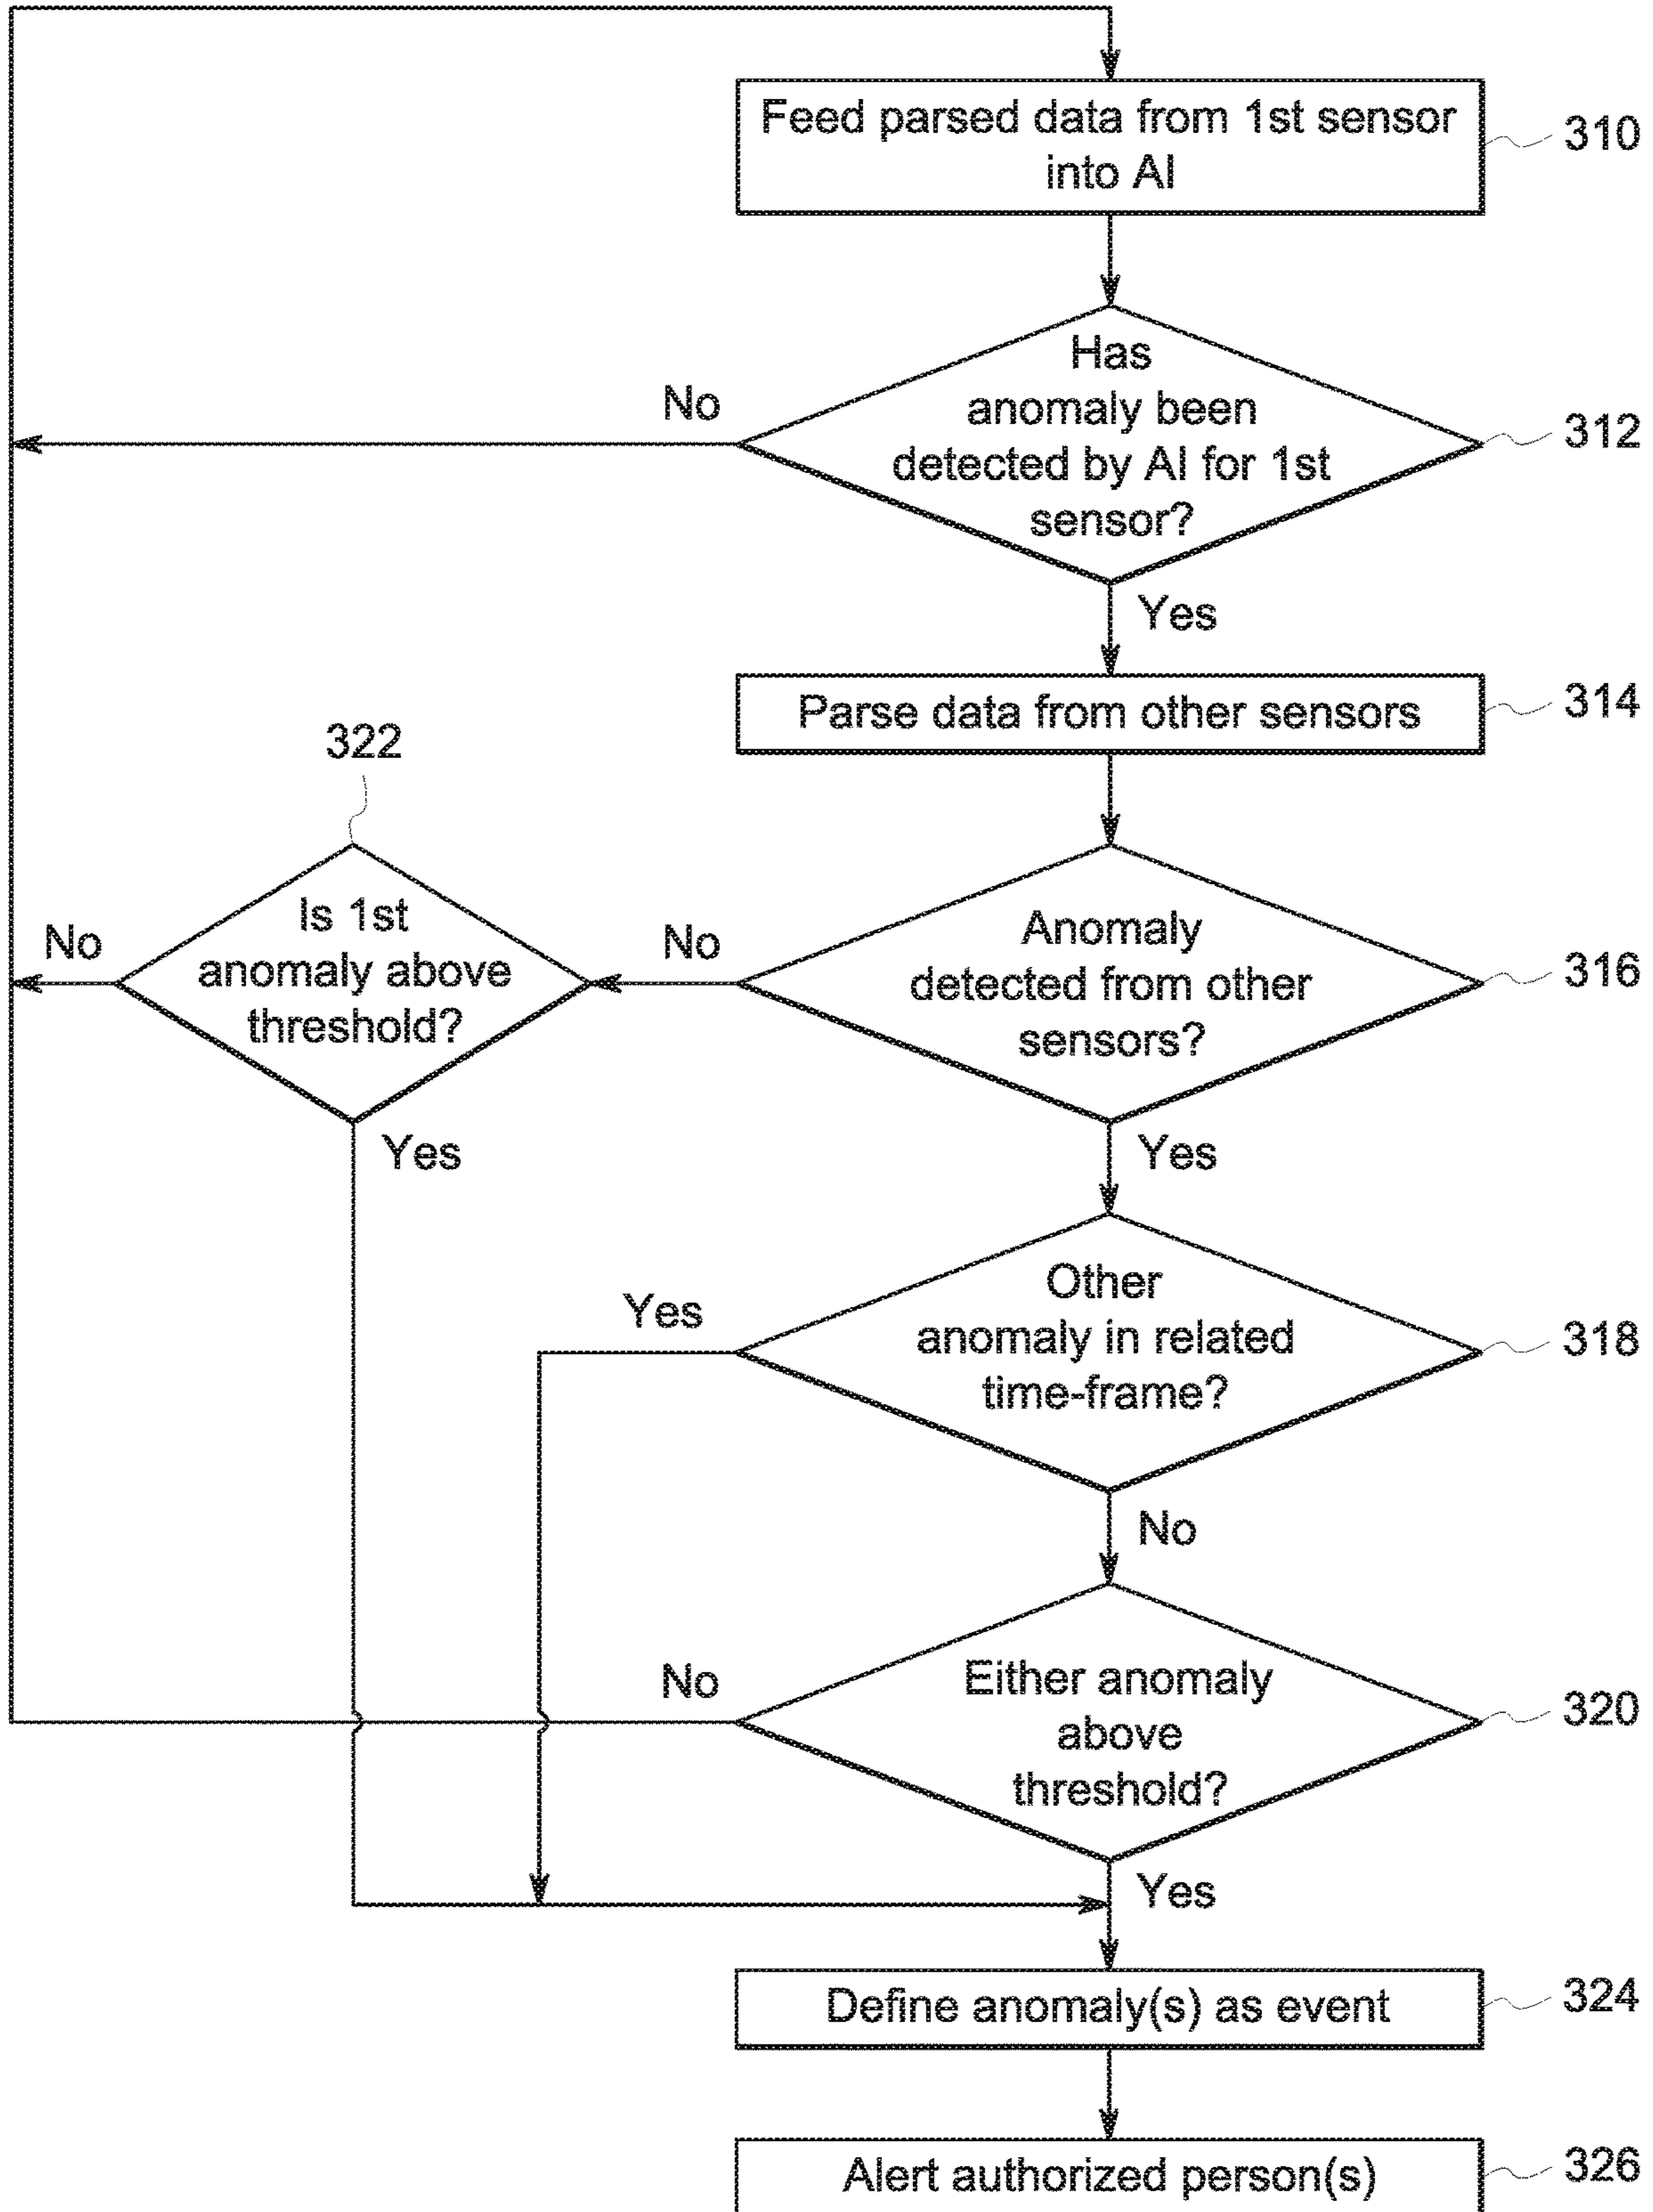 Feed parsed data from 1st sensor
into AI
310
Has
anomaly been
detected by AI for 1st
sensor?
312
No
Yes
Parse data from other sensors
314
322
Is 1st
anomaly above
threshold?
No
Yes
No
Anomaly
detected from other
sensors?
316
Yes
Other
anomaly in related
time-frame?
318
Yes
No
Either anomaly
above
threshold?
320
No
Yes
Define anomaly(s) as event
324
Alert authorized person(s)
326